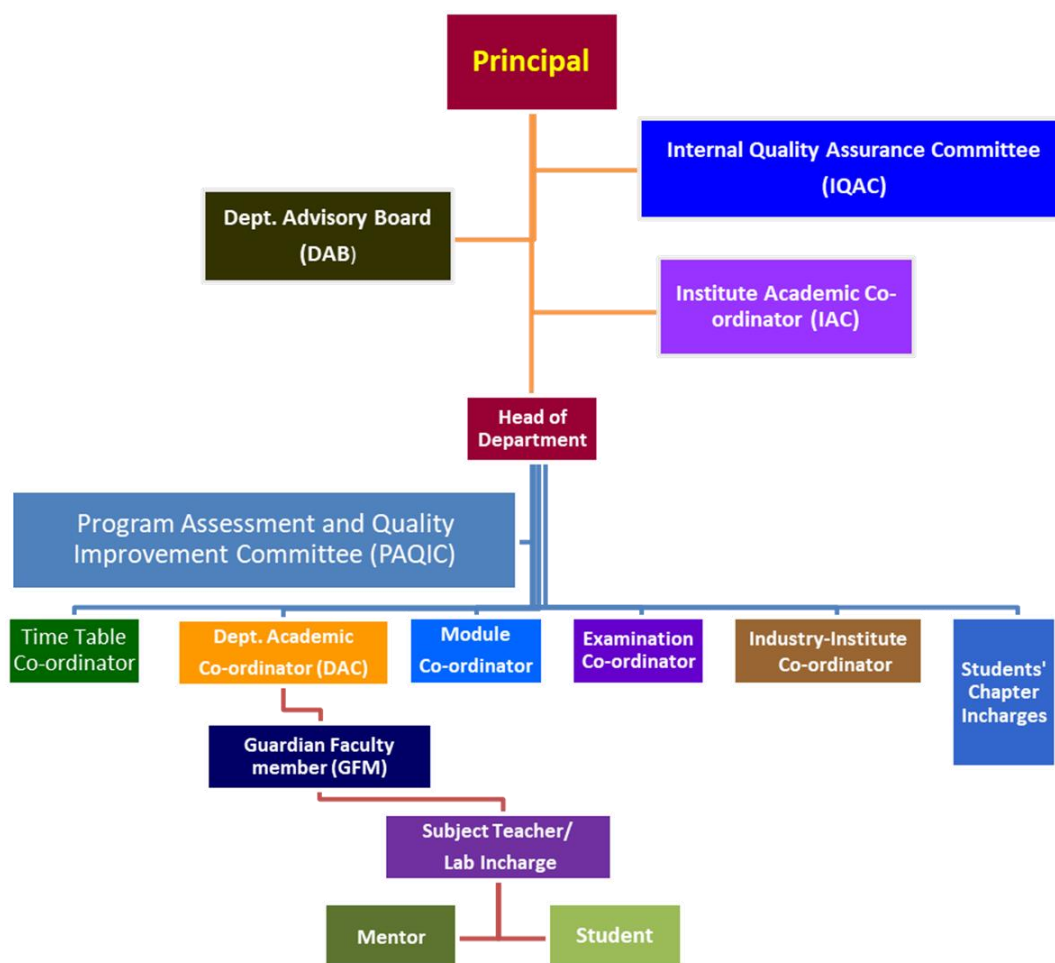 Principal
Internal Quality Assurance Committee
(IQAC)
Dept. Advisory Board
(DAB)
Institute Academic Co-
ordinator (IAC)
Head of
Department
Program Assessment and Quality
Improvement Committee (PAQIC)
Time Table
Co-ordinator
Dept. Academic
Co-ordinator (DAC)
Module
Co-ordinator
Examination
Co-ordinator
Industry-Institute
Co-ordinator
Students'
Chapter
Incharges
Guardian Faculty
member (GFM)
Subject Teacher/
Lab Incharge
Mentor
Student